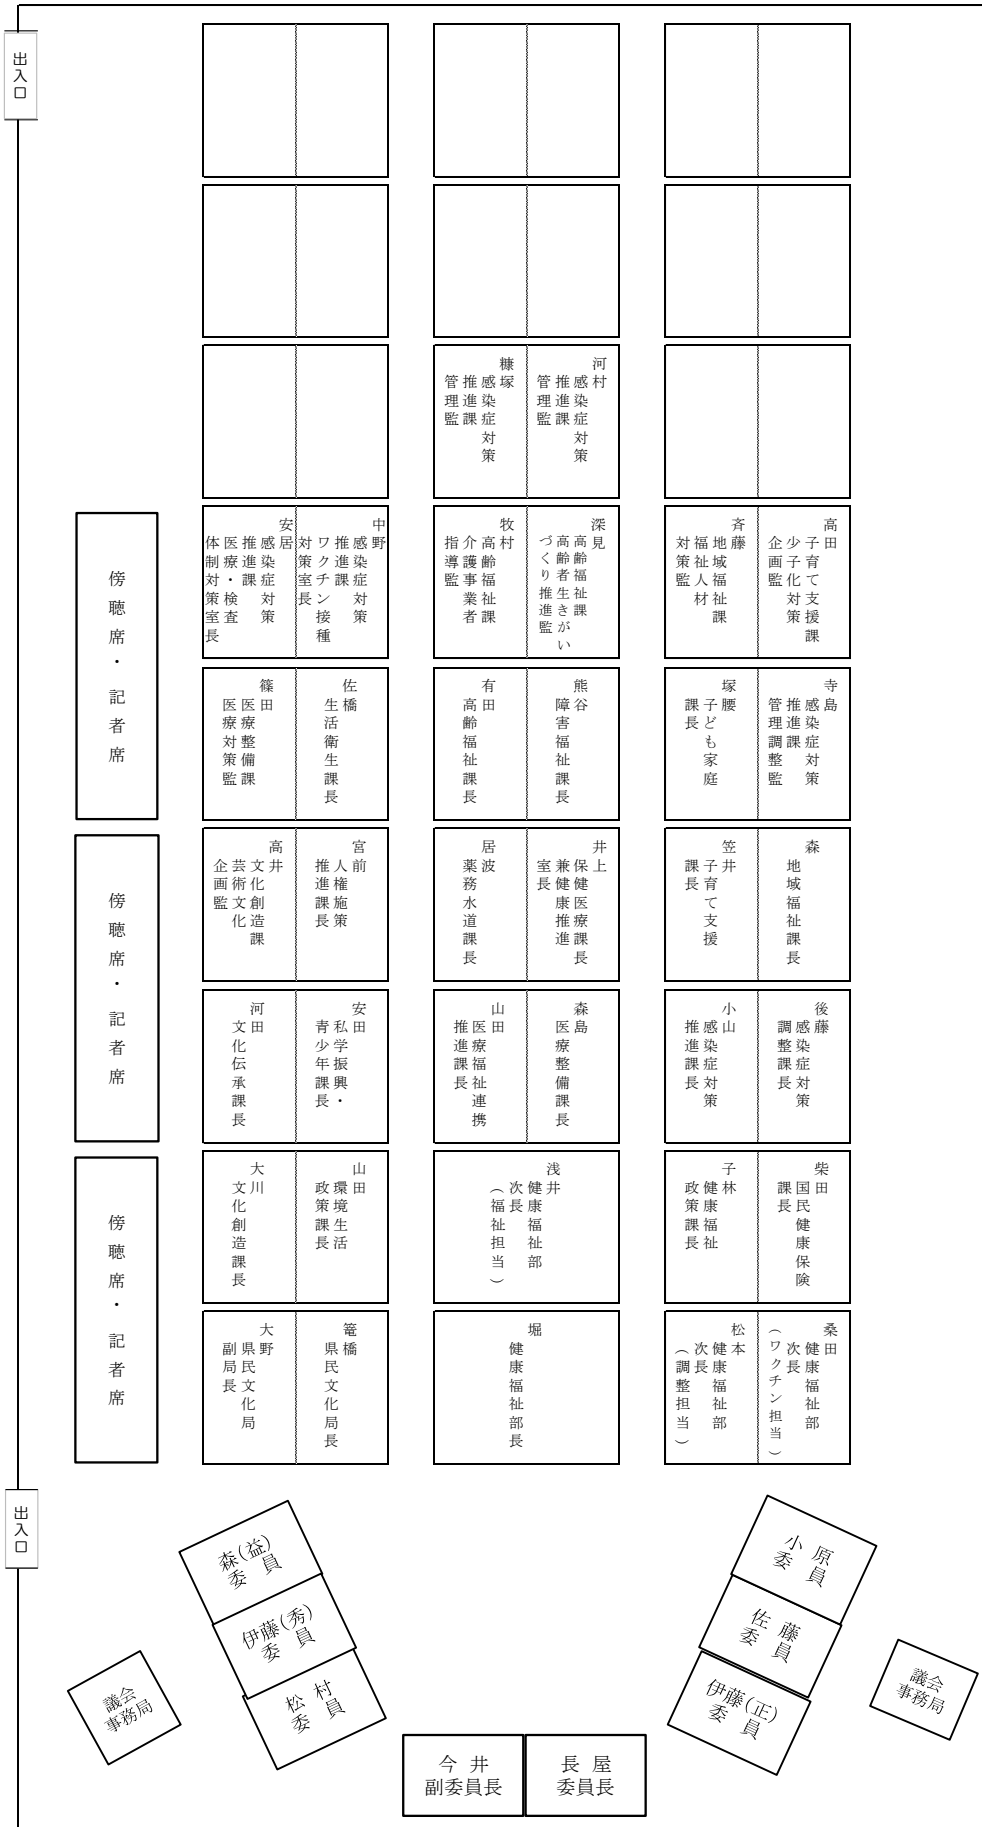 出入口
河村
感染症対策
推進課
管理監
糠塚
感染症対策
推進課
管理監
高田
子育て支援課
少子化対策
企画監
斉藤
地域福祉課
福祉人材
対策監
深見
高齢福祉課
高齢者生きがい
づくり推進監
牧村
高齢福祉課
介護事業者
指導監
中野
感染症対策
推進課
ワクチン接種
対策室長
安居
感染症対策
推進課
医療・検査
体制対策室長
傍聴席・記者席
寺島
感染症対策
推進課
管理調整監
塚腰
子ども家庭
課長
熊谷
障害福祉課長
有田
高齢福祉課長
佐橋
生活衛生課長
篠田
医療整備課
医療対策監
森
地域福祉課長
笠井
子育て支援
課長
井上
保健医療課長
兼健康推進
室長
居波
薬務水道課長
宮前
人権施策
推進課長
高井
文化創造課
芸術文化
企画監
傍聴席・記者席
後藤
感染症対策
調整課長
小山
感染症対策
推進課長
森島
医療整備課長
山田
医療福祉連携
推進課長
安田
私学振興・
青少年課長
河田
文化伝承課長
柴田
国民健康保険
課長
子林
健康福祉
政策課長
浅井
健康福祉部
次長
（福祉担当）
山田
環境生活
政策課長
大川
文化創造課長
傍聴席・記者席
桑田
健康福祉部
次長
（ワクチン担当）
松本
健康福祉部
次長
（調整担当）
堀
健康福祉部長
篭橋
県民文化局長
大野
県民文化局
副局長
出入口
森(益)
委員
伊藤(秀)
委員
松村
委員
議会
事務局
小原
委員
佐藤
委員
伊藤(正)
委員
議会
事務局
今井
副委員長
長屋
委員長